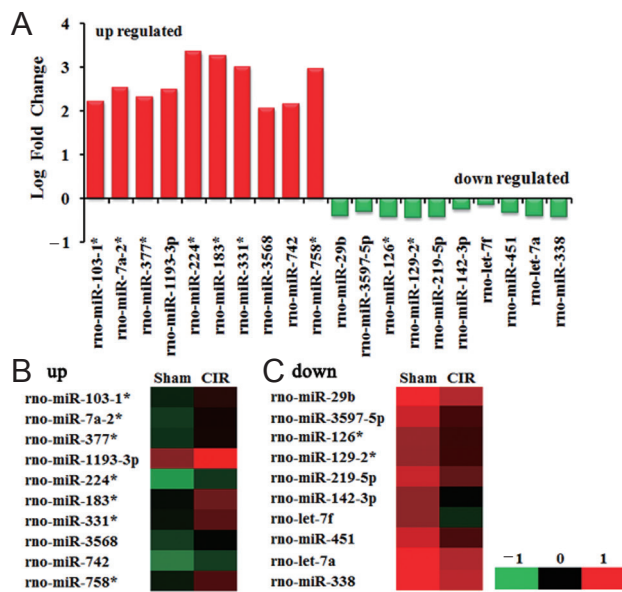 A
up regulated
4
3
2
1
0
−1
Log Fold Change
down regulated
rno-miR-103-1*
rno-miR-7a-2*
rno-miR-377*
rno-miR-1193-3p
rno-miR-224*
rno-miR-183*
rno-miR-331*
rno-miR-3568
rno-miR-742
rno-miR-758*
rno-miR-29b
rno-miR-3597-5p
rno-miR-126*
rno-miR-129-2*
rno-miR-219-5p
rno-miR-142-3p
rno-let-7f
rno-miR-451
rno-let-7a
rno-miR-338
B up
Sham CIR
rno-miR-103-1*
rno-miR-7a-2*
rno-miR-377*
rno-miR-1193-3p
rno-miR-224*
rno-miR-183*
rno-miR-331*
rno-miR-3568
rno-miR-742
rno-miR-758*
C down
Sham CIR
rno-miR-29b
rno-miR-3597-5p
rno-miR-126*
rno-miR-129-2*
rno-miR-219-5p
rno-miR-142-3p
rno-let-7f
rno-miR-451
rno-let-7a
rno-miR-338
−1 0 1